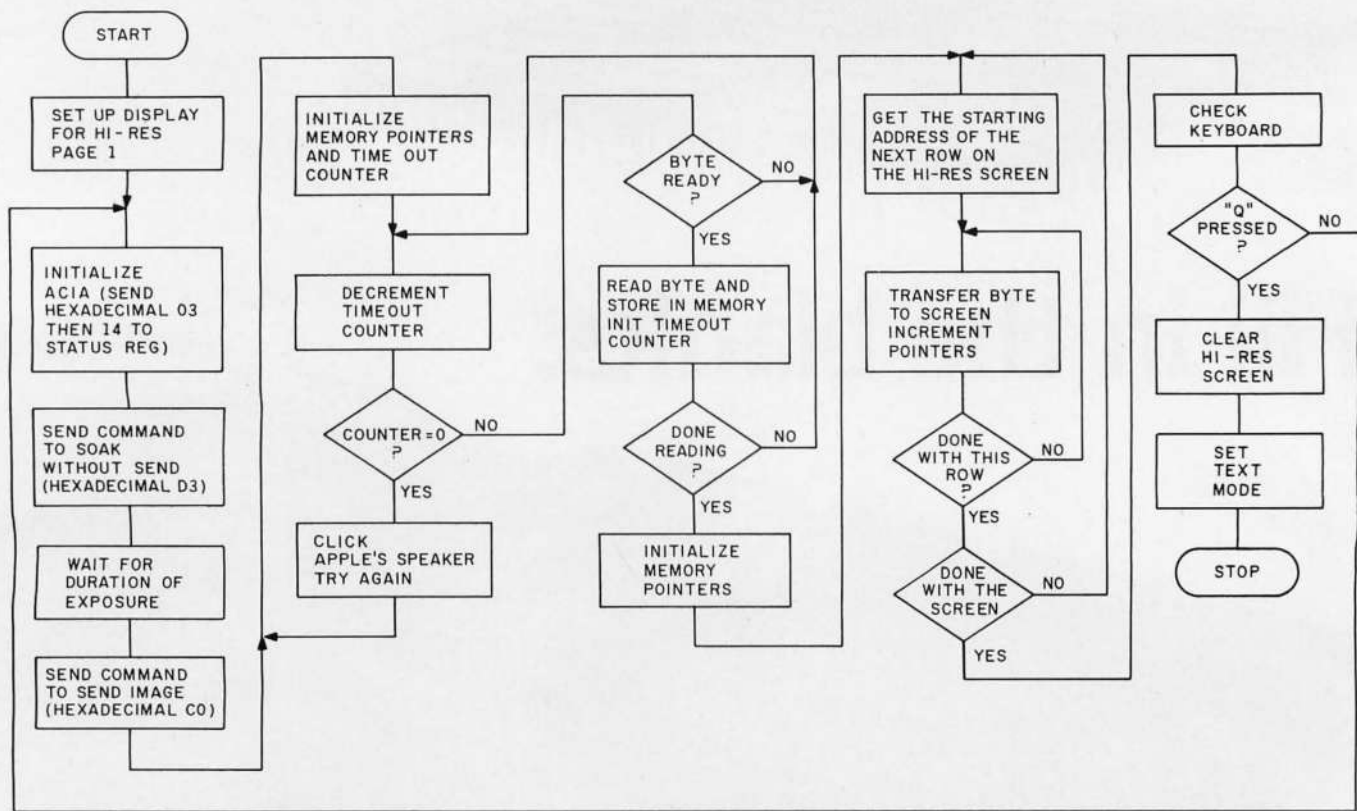 START
SET UP DISPLAY
FOR HI-RES
PAGE 1
INITIALIZE
ACIA (SEND
HEXADECIMAL 03
THEN 14 TO
STATUS REG)
SEND COMMAND
TO SOAK
WITHOUT SEND
(HEXADECIMAL D3)
WAIT FOR
DURATION OF
EXPOSURE
SEND COMMAND
TO SEND IMAGE
(HEXADECIMAL C0)
INITIALIZE
MEMORY POINTERS
AND TIME OUT
COUNTER
DECREMENT
TIMEOUT
COUNTER
COUNTER=0
?
NO
YES
CLICK
APPLE'S SPEAKER
TRY AGAIN
BYTE
READY
?
NO
YES
READ BYTE AND
STORE IN MEMORY
INIT TIMEOUT
COUNTER
DONE
READING
?
NO
YES
INITIALIZE
MEMORY
POINTERS
GET THE STARTING
ADDRESS OF THE
NEXT ROW ON
THE HI-RES SCREEN
TRANSFER BYTE
TO SCREEN
INCREMENT
POINTERS
DONE
WITH THIS
ROW
?
NO
YES
DONE
WITH THE
SCREEN
NO
YES
CHECK
KEYBOARD
"Q"
PRESSED
?
NO
YES
CLEAR
HI-RES
SCREEN
SET
TEXT
MODE
STOP